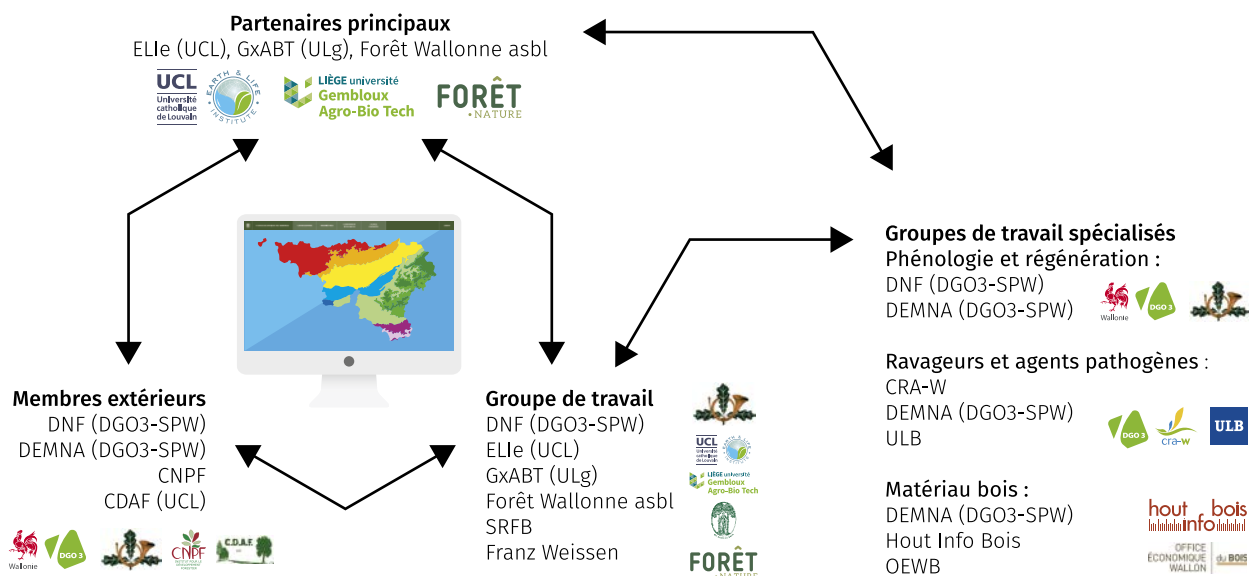 Partenaires principaux
ELIe (UCL), GxABT (ULg), Forêt Wallonne asbl
UCL
Université
catholique
de Louvain
EARTH & LIFE
INSTITUTE
LIÈGE université
Gembloux
Agro-Bio Tech
FORÊT
•NATURE
Membres extérieurs
DNF (DGO3-SPW)
DEMNA (DGO3-SPW)
CNPF
CDAF (UCL)
Wallonie
DGO 3
CNPF
C.D.A.F.
Groupe de travail
DNF (DGO3-SPW)
ELIe (UCL)
GxABT (ULg)
Forêt Wallonne asbl
SRFB
Franz Weissen
UCL
Université
catholique
de Louvain
LIÈGE université
Gembloux
Agro-Bio Tech
FORÊT
•NATURE
Groupes de travail spécialisés
Phénologie et régénération :
DNF (DGO3-SPW)
DEMNA (DGO3-SPW)
Wallonie
DGO 3
Ravageurs et agents pathogènes :
CRA-W
DEMNA (DGO3-SPW)
ULB
DGO 3
cra-w
ULB
Matériau bois :
DEMNA (DGO3-SPW)
Hout Info Bois
OEWB
hout bois
info
OFFICE
ÉCONOMIQUE
WALLON
du BOIS